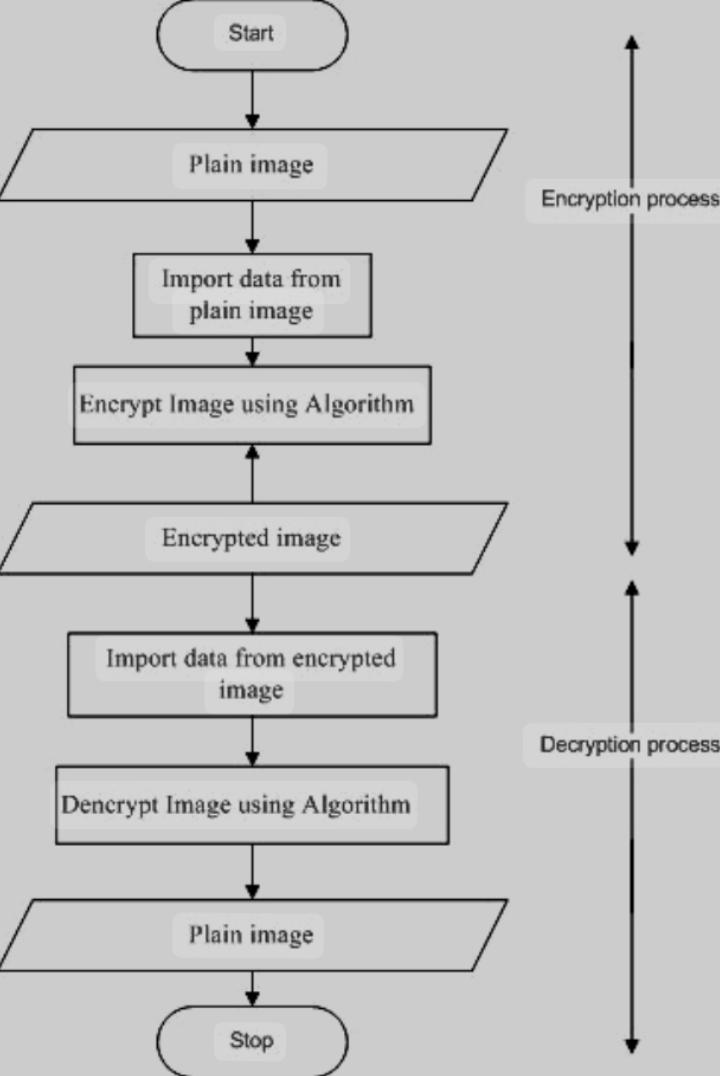 Start
Plain image
Encryption process
Import data from
plain image
Encrypt Image using Algorithm
Encrypted image
Import data from encrypted
image
Decryption process
Dencrypt Image using Algorithm
Plain image
Stop